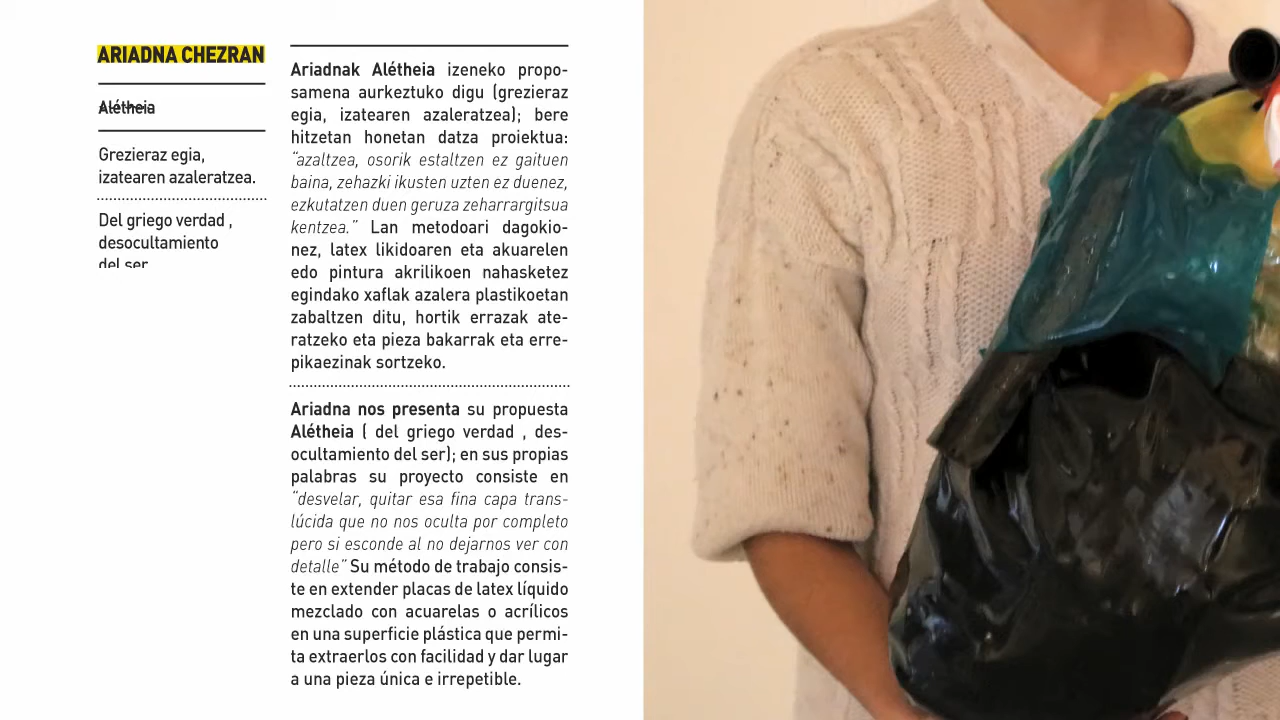 ARIADNA CHEZRAN
Alétheia
Grezieraz egia,
izatearen azaleratzea.
Del griego verdad ,
desocultamiento
del ser
Ariadnak Alétheia izeneko propo-
samena aurkeztuko digu (grezieraz
egia, izatearen azaleratzea); bere
hitzetan honetan datza proiektua:
“azaltzea, osorik estaltzen ez gaituen
baina, zehazki ikusten uzten ez duenez,
ezkutatzen duen geruza zeharrargitsua
kentzea.” Lan metodoari dagokio-
nez, latex likidoaren eta akuarelen
edo pintura akrilikoen nahasketez
egindako xaflak azalera plastikoetan
zabaltzen ditu, hortik errazak ate-
ratzeko eta pieza bakarrak eta erre-
pikaezinak sortzeko.
Ariadna nos presenta su propuesta
Alétheia ( del griego verdad , des-
ocultamiento del ser); en sus propias
palabras su proyecto consiste en
“desvelar, quitar esa fina capa trans-
lúcida que no nos oculta por completo
pero si esconde al no dejarnos ver con
detalle” Su método de trabajo consis-
te en extender placas de latex líquido
mezclado con acuarelas o acrílicos
en una superficie plástica que permi-
ta extraerlos con facilidad y dar lugar
a una pieza única e irrepetible.